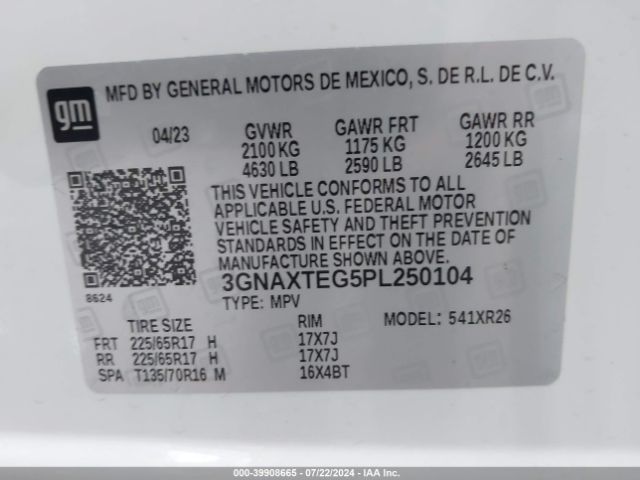 gm
MFD BY GENERAL MOTORS DE MEXICO, S. DE R.L. DE C.V.
04/23 GVWR GAWR FRT GAWR RR
2100 KG 1175 KG 1200 KG
4630 LB 2590 LB 2645 LB
THIS VEHICLE CONFORMS TO ALL
APPLICABLE U.S. FEDERAL MOTOR
VEHICLE SAFETY AND THEFT PREVENTION
STANDARDS IN EFFECT ON THE DATE OF
MANUFACTURE SHOWN ABOVE.
8624
3GNAXTEG5PL250104
TYPE: MPV
TIRE SIZE RIM MODEL: 541XR26
FRT 225/65R17 H 17X7J
RR 225/65R17 H 17X7J
SPA T135/70R16 M 16X4BT
000-39908665 - 07/22/2024 - IAAI.COM